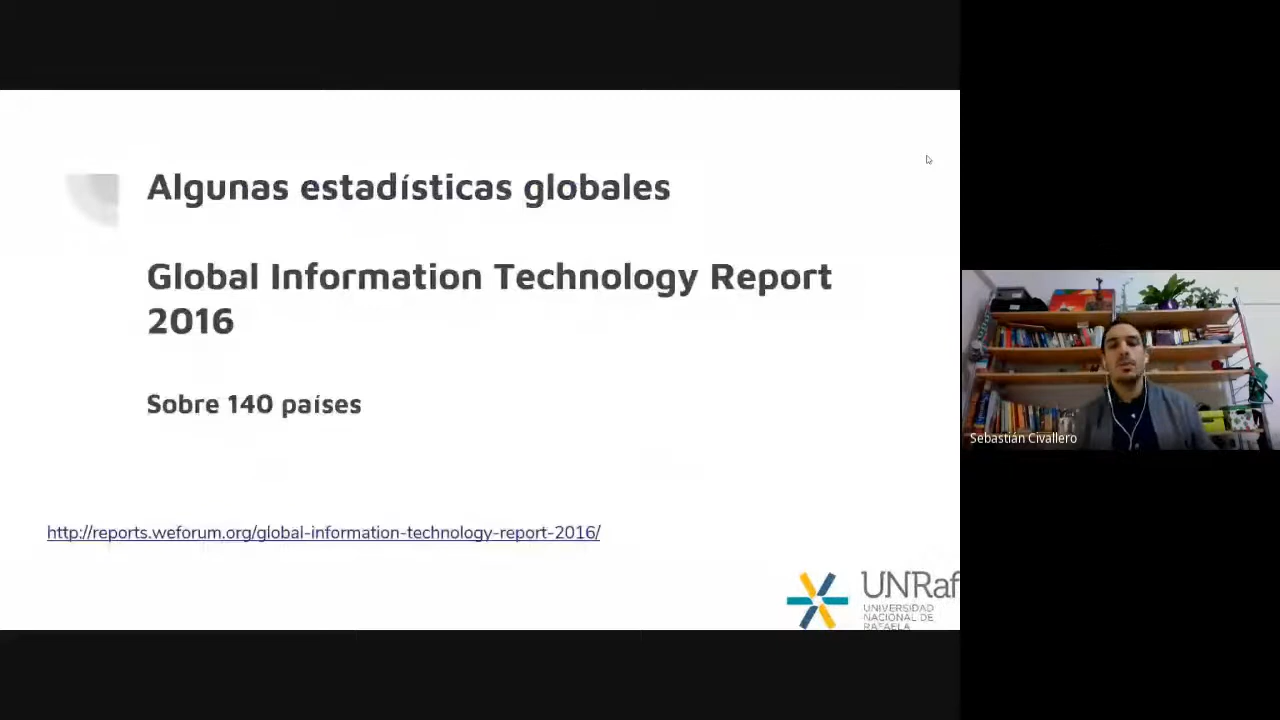 Algunas estadísticas globales
Global Information Technology Report
2016
Sobre 140 países
http://reports.weforum.org/global-information-technology-report-2016/
UNRaf
UNIVERSIDAD
NACIONAL DE
RAFAELA
Sebastián Civallero